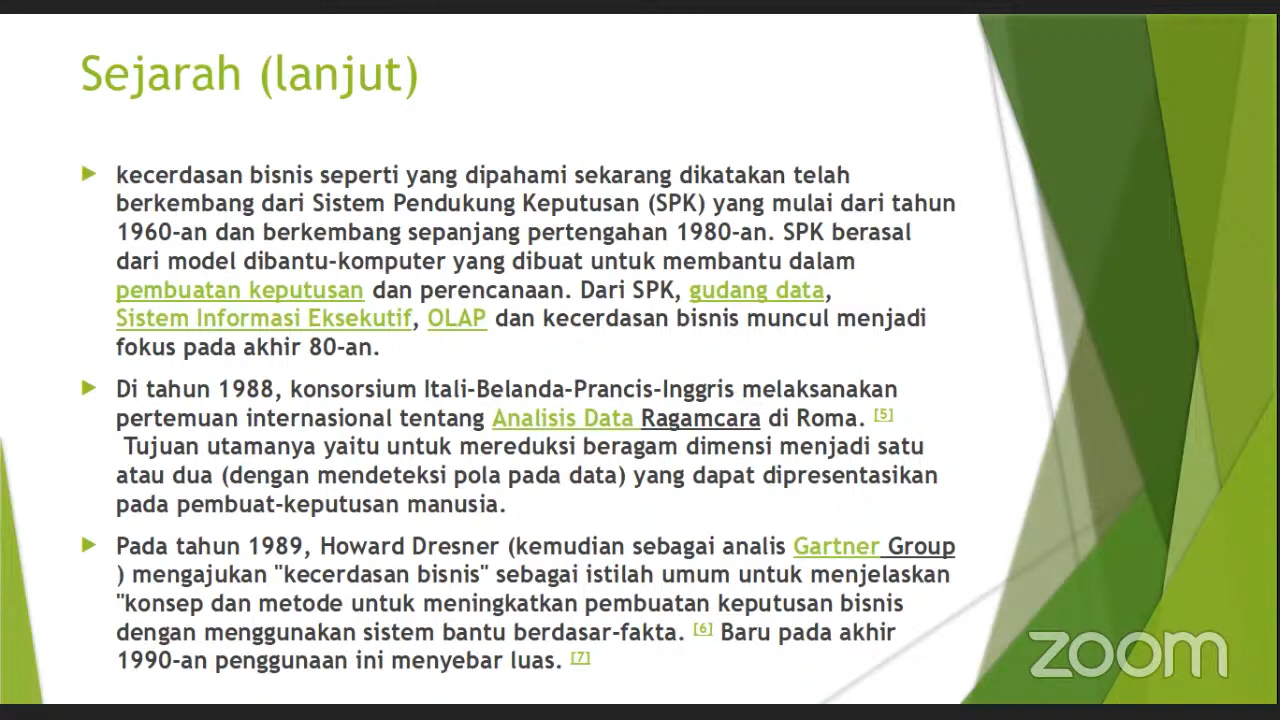 Sejarah (lanjut)
kecerdasan bisnis seperti yang dipahami sekarang dikatakan telah
berkembang dari Sistem Pendukung Keputusan (SPK) yang mulai dari tahun
1960-an dan berkembang sepanjang pertengahan 1980-an. SPK berasal
dari model dibantu-komputer yang dibuat untuk membantu dalam
pembuatan keputusan dan perencanaan. Dari SPK, gudang data,
Sistem Informasi Eksekutif, OLAP dan kecerdasan bisnis muncul menjadi
fokus pada akhir 80-an.
Di tahun 1988, konsorsium Itali-Belanda-Prancis-Inggris melaksanakan
pertemuan internasional tentang Analisis Data Ragamcara di Roma. [5]
Tujuan utamanya yaitu untuk mereduksi beragam dimensi menjadi satu
atau dua (dengan mendeteksi pola pada data) yang dapat dipresentasikan
pada pembuat-keputusan manusia.
Pada tahun 1989, Howard Dresner (kemudian sebagai analis Gartner Group
) mengajukan "kecerdasan bisnis" sebagai istilah umum untuk menjelaskan
"konsep dan metode untuk meningkatkan pembuatan keputusan bisnis
dengan menggunakan sistem bantu berdasar-fakta. [6] Baru pada akhir
1990-an penggunaan ini menyebar luas. [7]
zoom